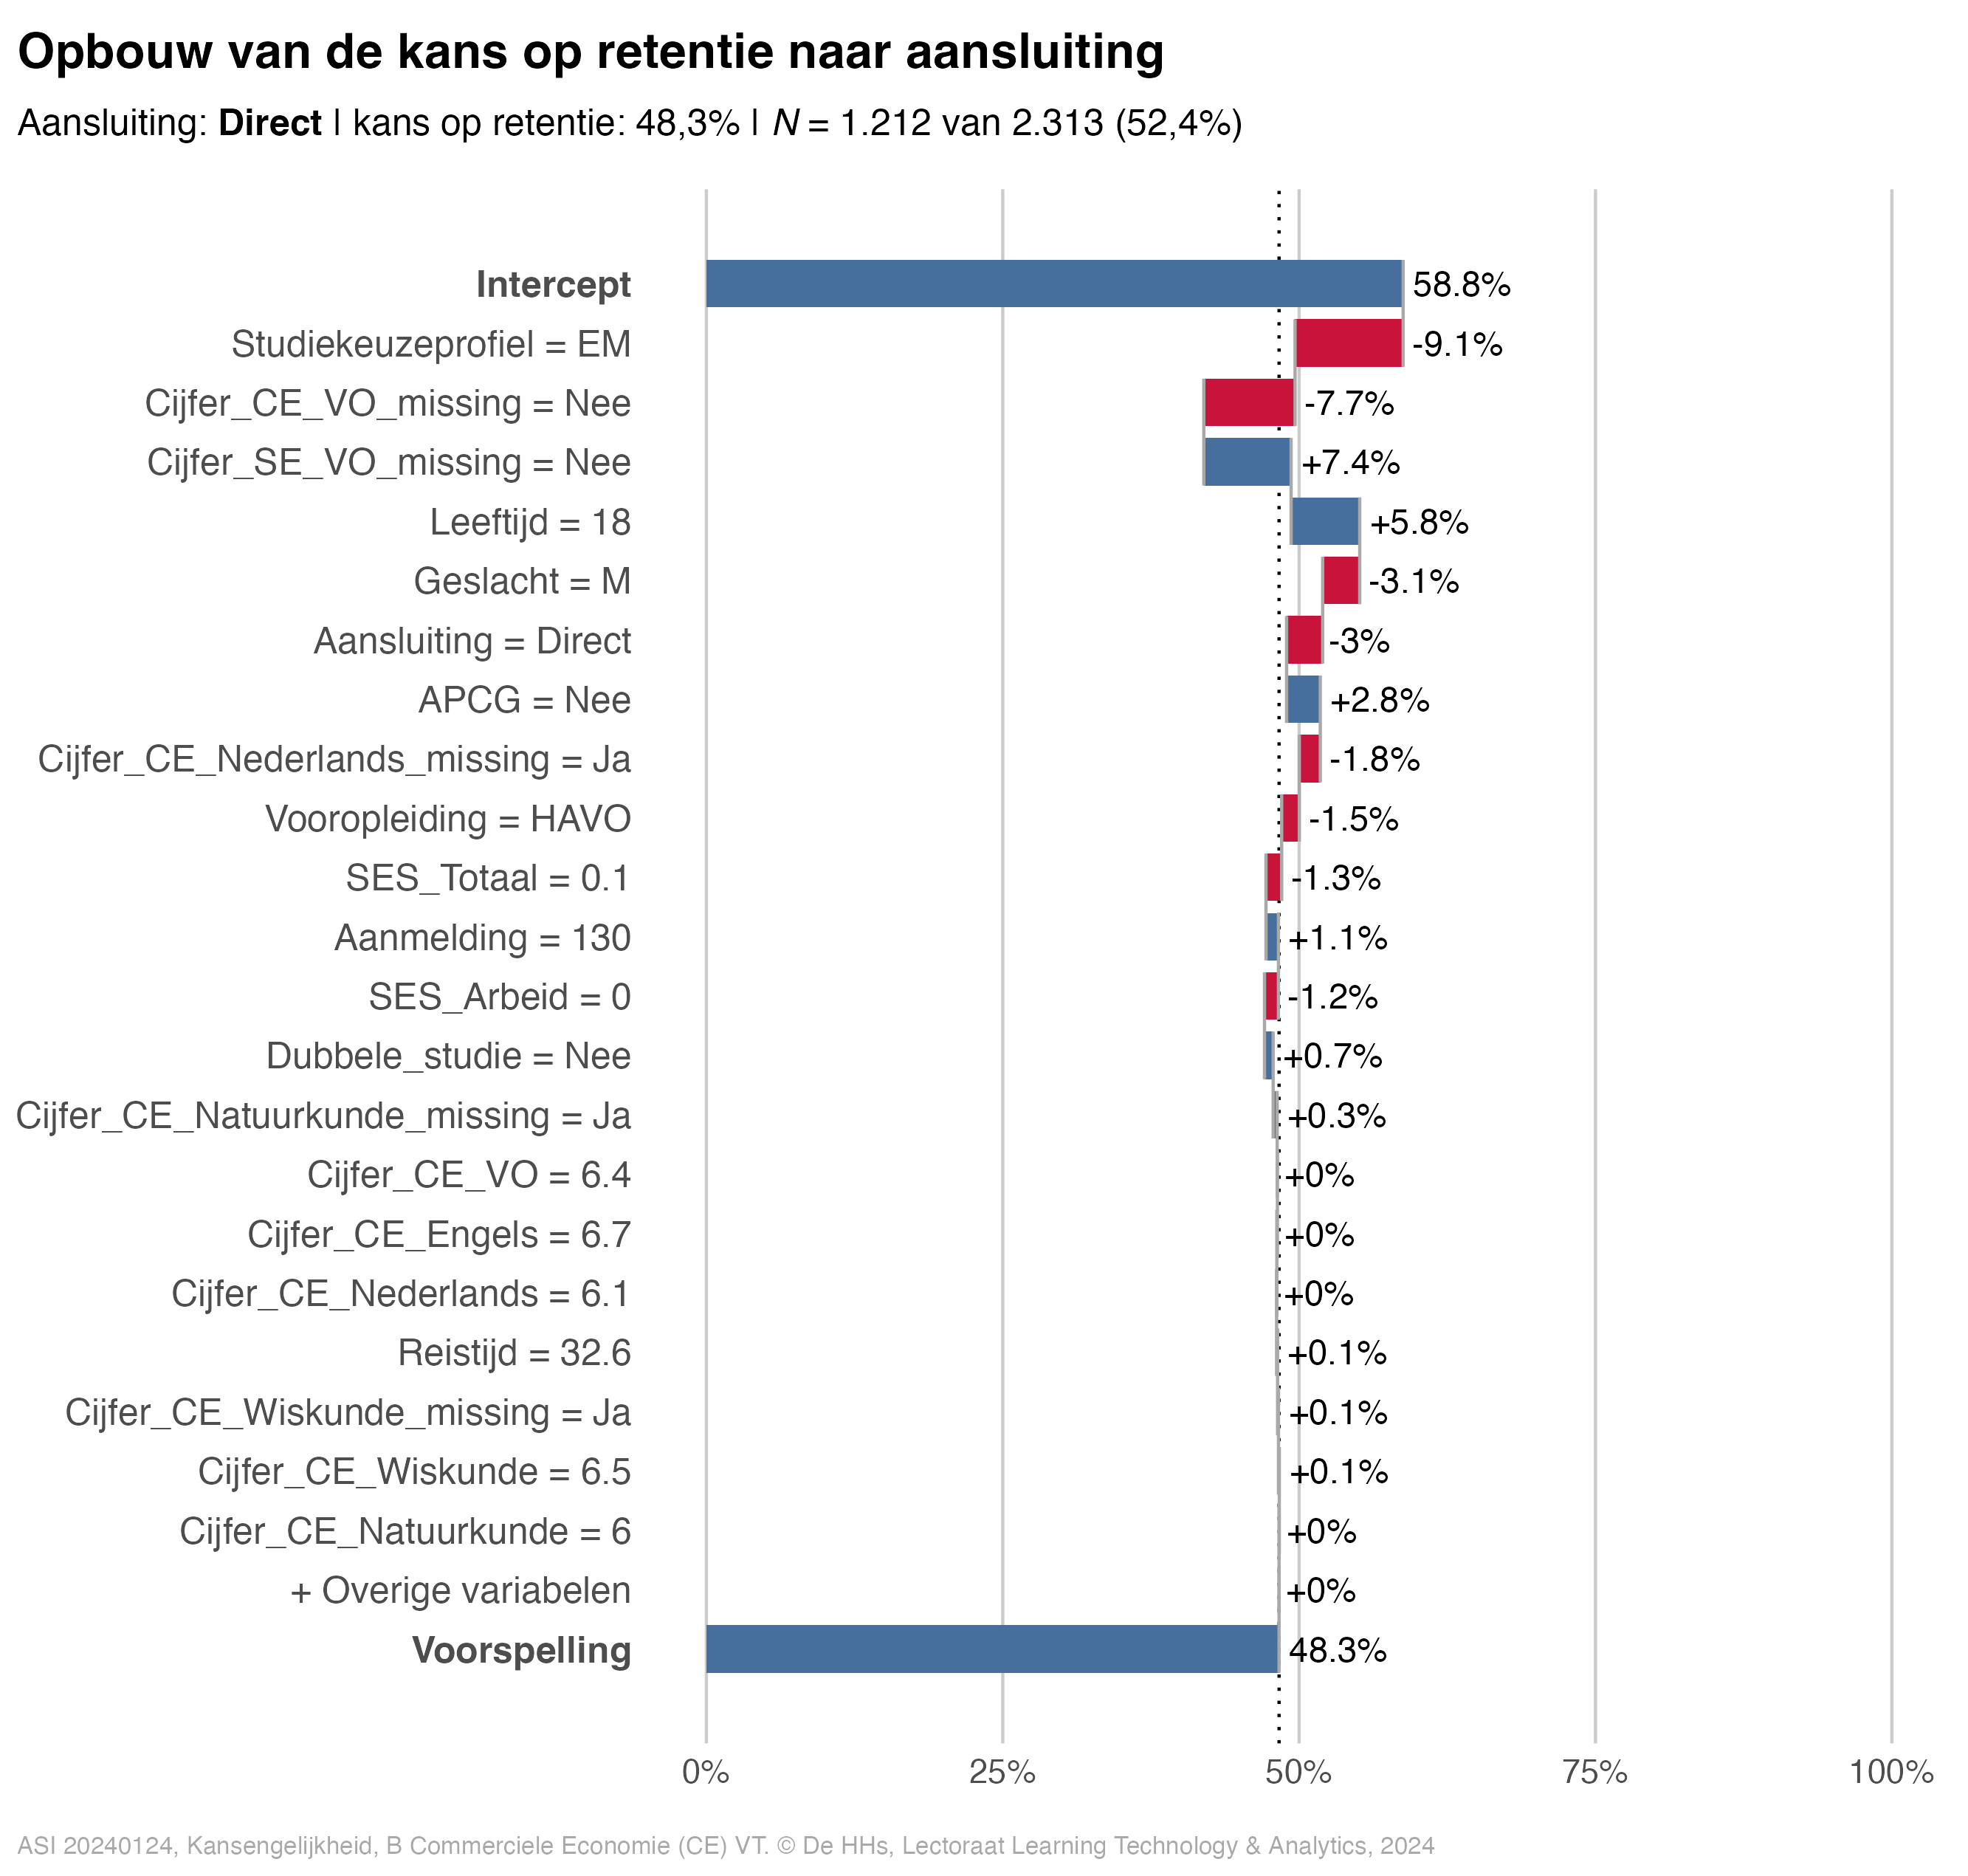 Opbouw van de kans op retentie naar aansluiting
Aansluiting: Direct | kans op retentie: 48,3% | N = 1.212 van 2.313 (52,4%)
Intercept 58.8%
Studiekeuzeprofiel = EM -9.1%
Cijfer_CE_VO_missing = Nee -7.7%
Cijfer_SE_VO_missing = Nee +7.4%
Leeftijd = 18 +5.8%
Geslacht = M -3.1%
Aansluiting = Direct -3%
APCG = Nee +2.8%
Cijfer_CE_Nederlands_missing = Ja -1.8%
Vooropleiding = HAVO -1.5%
SES_Totaal = 0.1 -1.3%
Aanmelding = 130 +1.1%
SES_Arbeid = 0 -1.2%
Dubbele_studie = Nee +0.7%
Cijfer_CE_Natuurkunde_missing = Ja +0.3%
Cijfer_CE_VO = 6.4 +0%
Cijfer_CE_Engels = 6.7 +0%
Cijfer_CE_Nederlands = 6.1 +0%
Reistijd = 32.6 +0.1%
Cijfer_CE_Wiskunde_missing = Ja +0.1%
Cijfer_CE_Wiskunde = 6.5 +0.1%
Cijfer_CE_Natuurkunde = 6 +0%
+ Overige variabelen +0%
Voorspelling 48.3%
0% 25% 50% 75% 100%
ASI 20240124, Kansengelijkheid, B Commerciele Economie (CE) VT. © De HHs, Lectoraat Learning Technology & Analytics, 2024